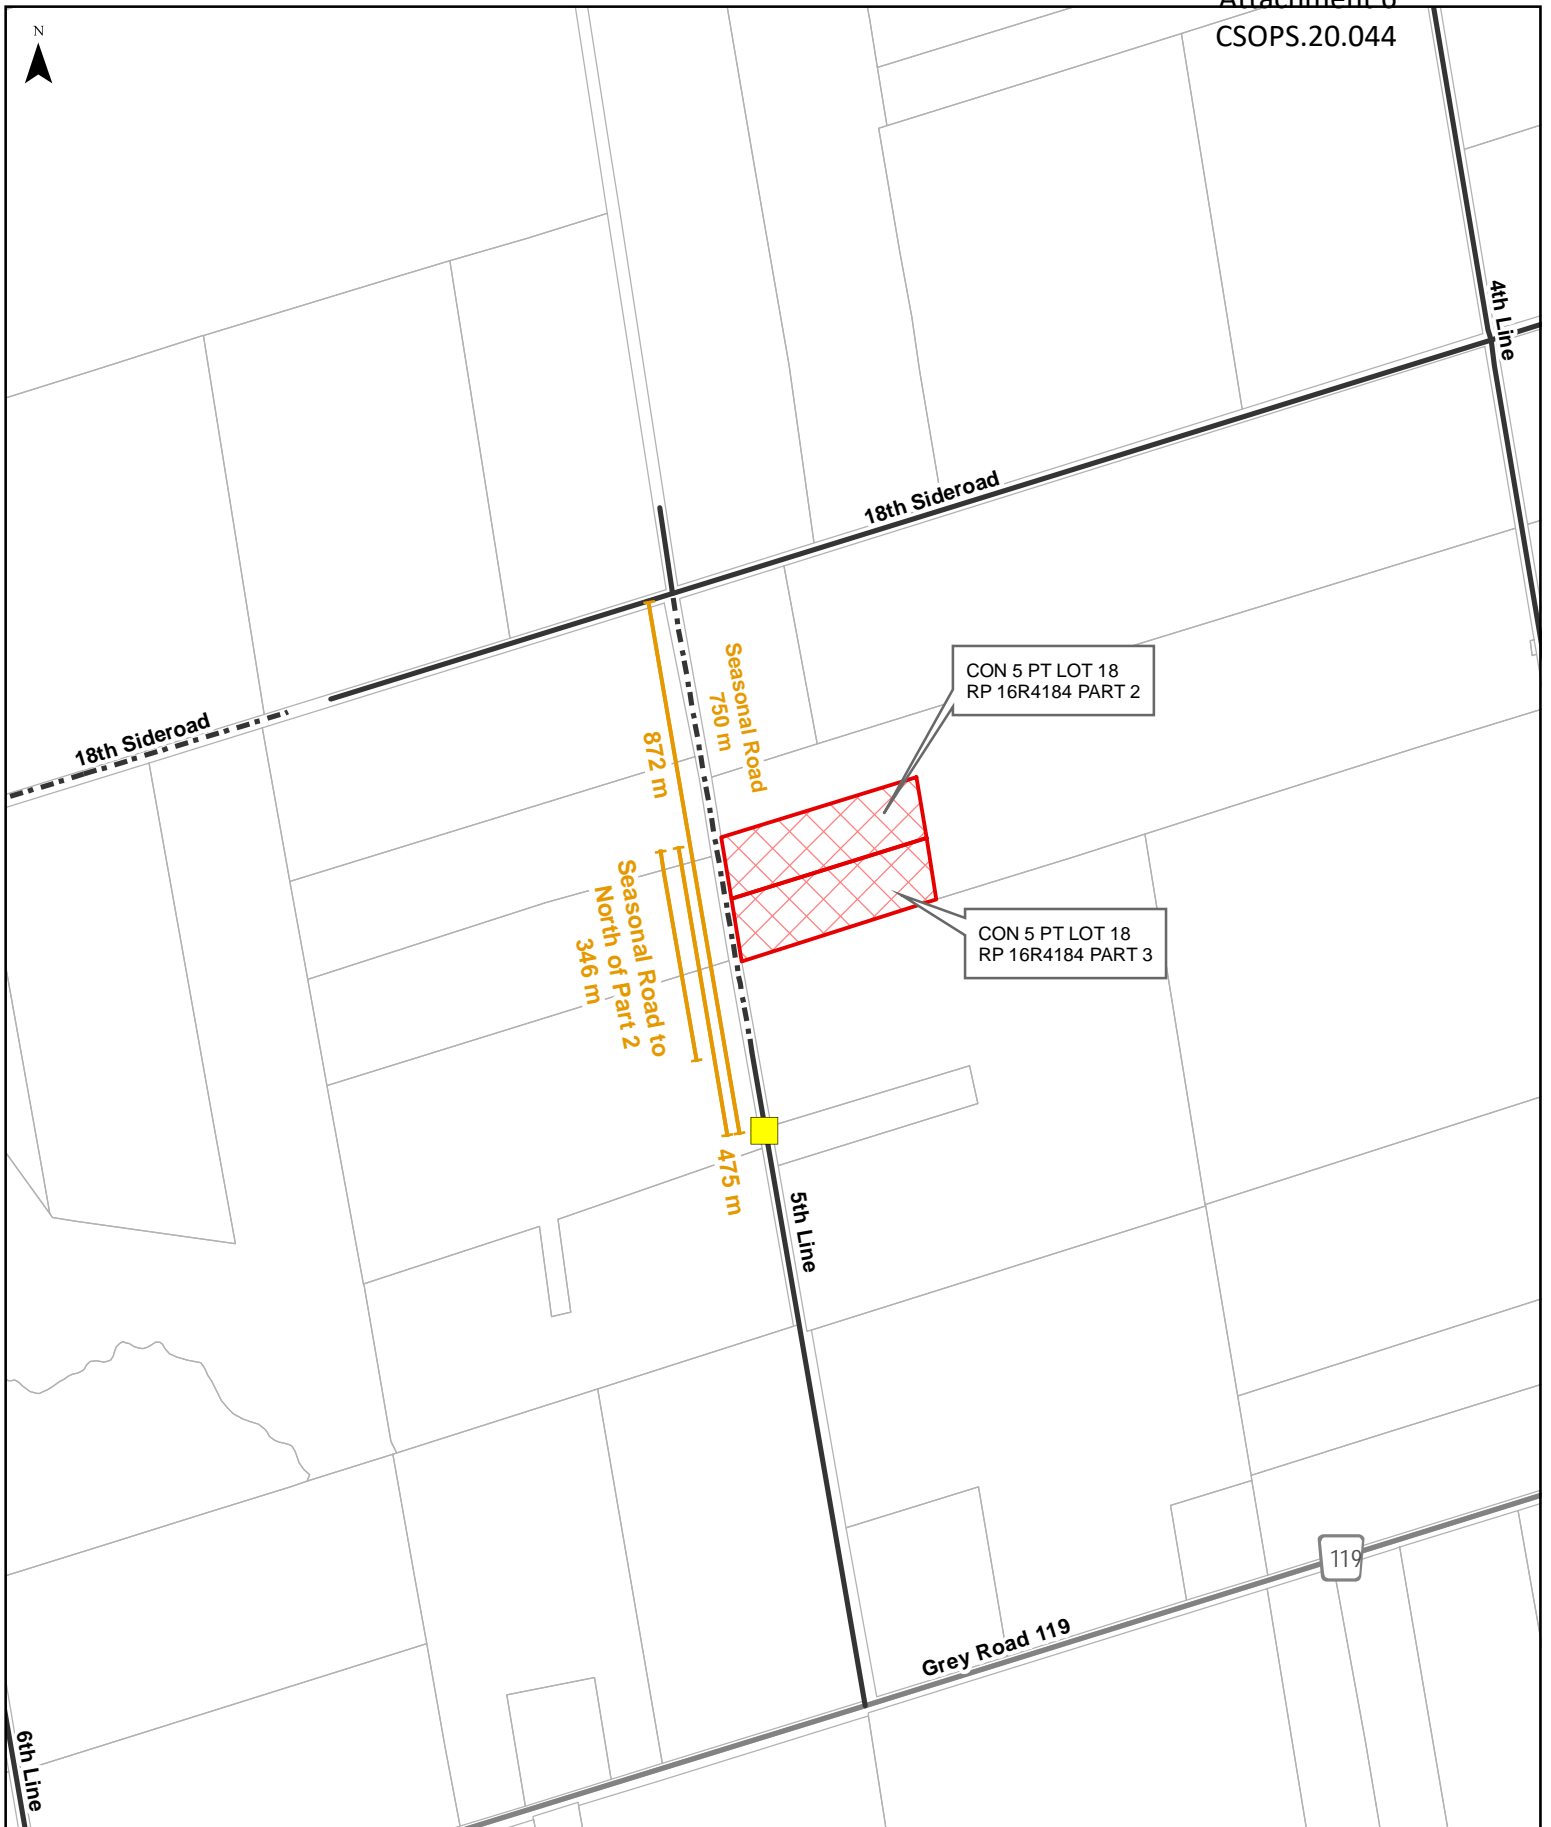 Attachment 6
CSOPS.20.044
N
4th Line
18th Sideroad
Seasonal Road
750 m
CON 5 PT LOT 18
RP 16R4184 PART 2
18th Sideroad
872 m
Seasonal Road to
North of Part 2
346 m
CON 5 PT LOT 18
RP 16R4184 PART 3
475 m
5th Line
119
Grey Road 119
6th Line